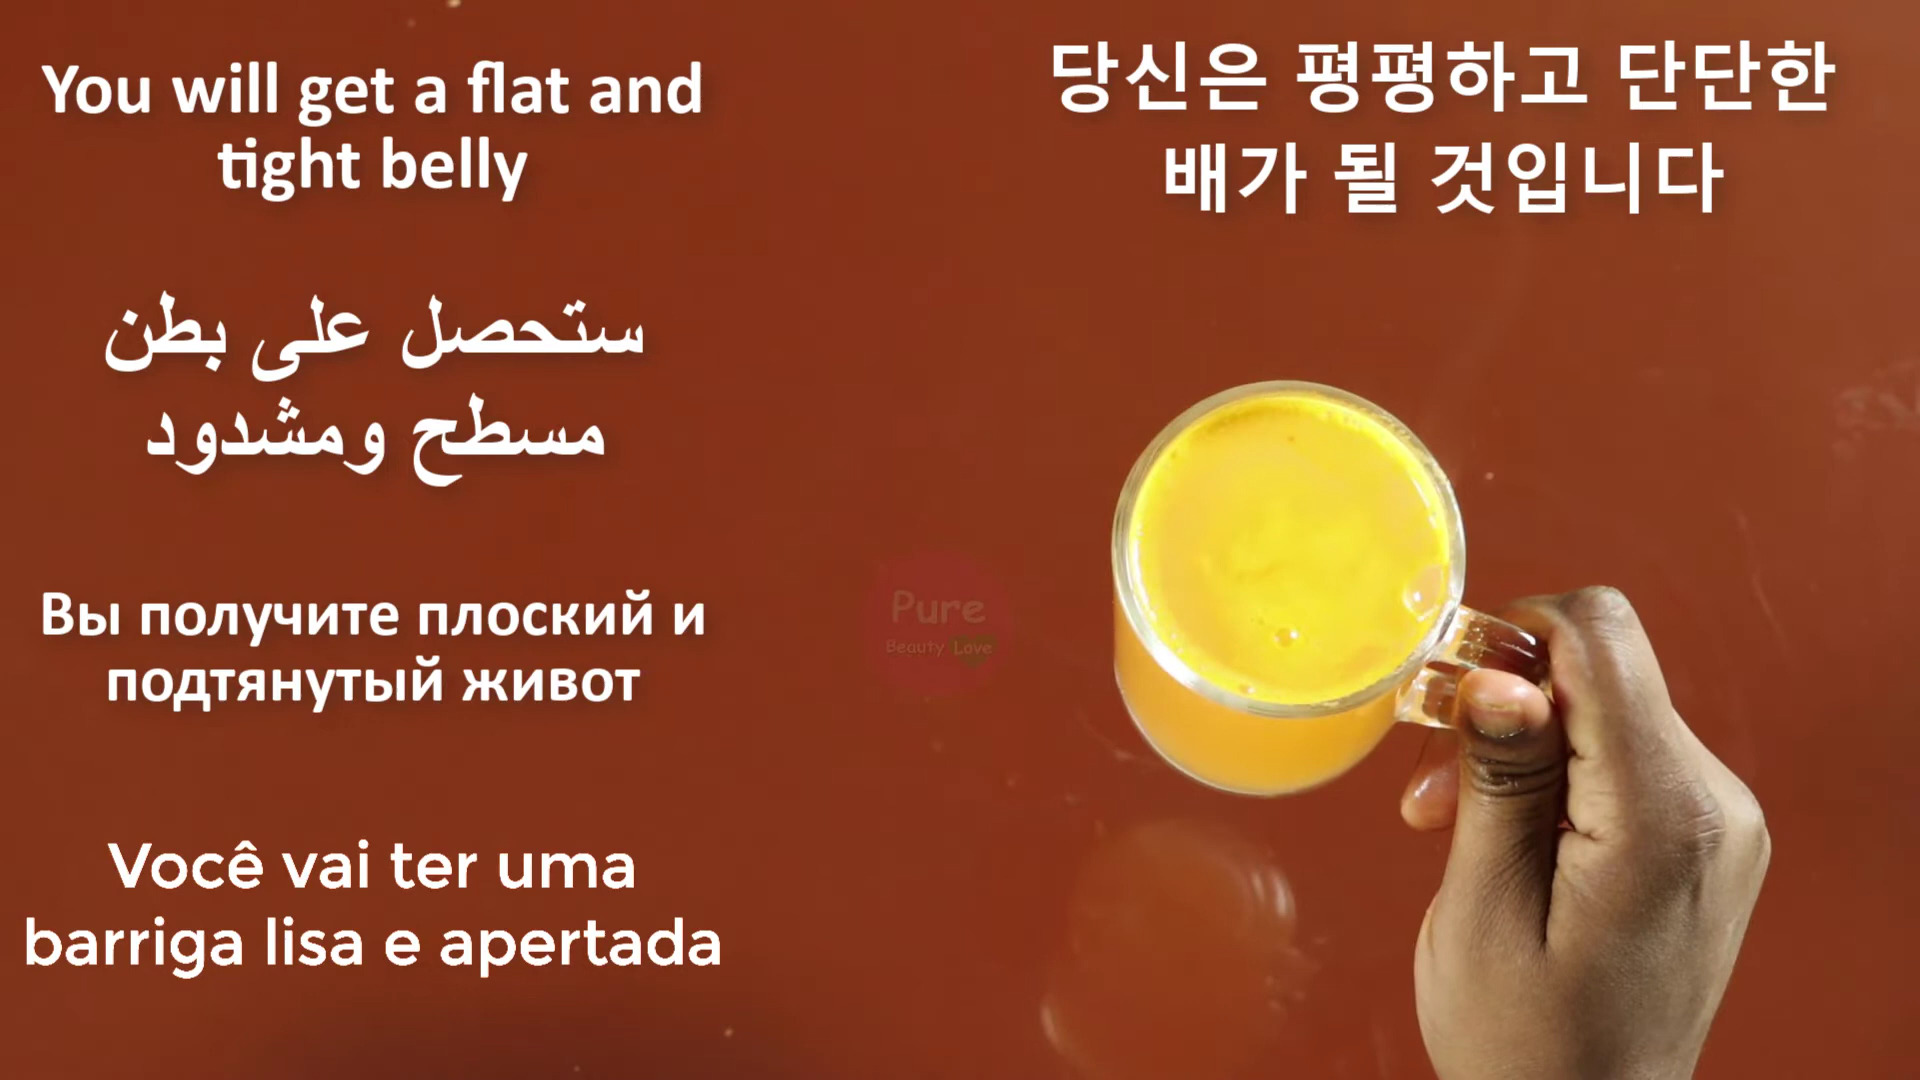 You will get a flat and
tight belly
ستحصل على بطن
مسطح ومشدود
Вы получите плоский и
подтянутый живот
Você vai ter uma
barriga lisa e apertada
당신은 평평하고 단단한
배가 될 것입니다
Pure
Beauty Love